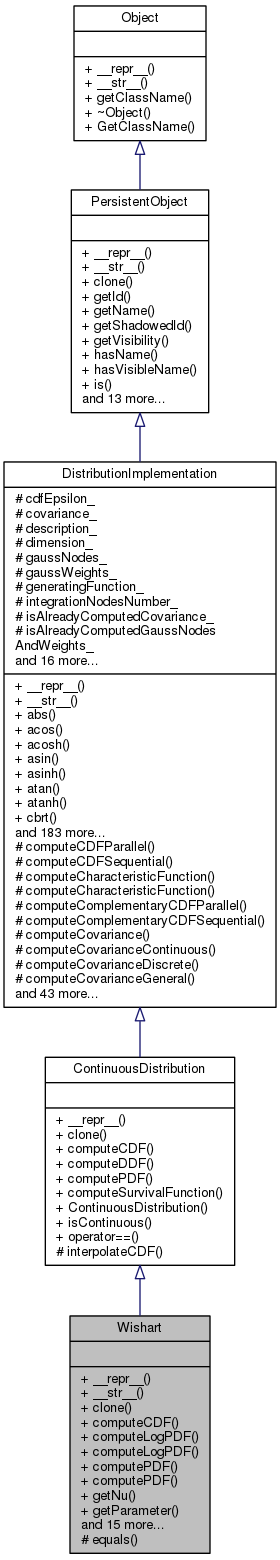 Object
+ __repr__()
+ __str__()
+ getClassName()
+ ~Object()
+ GetClassName()
PersistentObject
+ __repr__()
+ __str__()
+ clone()
+ getId()
+ getName()
+ getShadowedId()
+ getVisibility()
+ hasName()
+ hasVisibleName()
+ is()
and 13 more...
DistributionImplementation
# cdfEpsilon_
# covariance_
# description_
# dimension_
# gaussNodes_
# gaussWeights_
# generatingFunction_
# integrationNodesNumber_
# isAlreadyComputedCovariance_
# isAlreadyComputedGaussNodes
AndWeights_
and 16 more...
+ __repr__()
+ __str__()
+ abs()
+ acos()
+ acosh()
+ asin()
+ asinh()
+ atan()
+ atanh()
+ cbrt()
and 183 more...
# computeCDFParallel()
# computeCDFSequential()
# computeCharacteristicFunction()
# computeCharacteristicFunction()
# computeComplementaryCDFParallel()
# computeComplementaryCDFSequential()
# computeCovariance()
# computeCovarianceContinuous()
# computeCovarianceDiscrete()
# computeCovarianceGeneral()
and 43 more...
ContinuousDistribution
+ __repr__()
+ clone()
+ computeCDF()
+ computeDDF()
+ computePDF()
+ computeSurvivalFunction()
+ ContinuousDistribution()
+ isContinuous()
+ operator==()
# interpolateCDF()
Wishart
+ __repr__()
+ __str__()
+ clone()
+ computeCDF()
+ computeLogPDF()
+ computeLogPDF()
+ computePDF()
+ computePDF()
+ getNu()
+ getParameter()
and 15 more...
# equals()